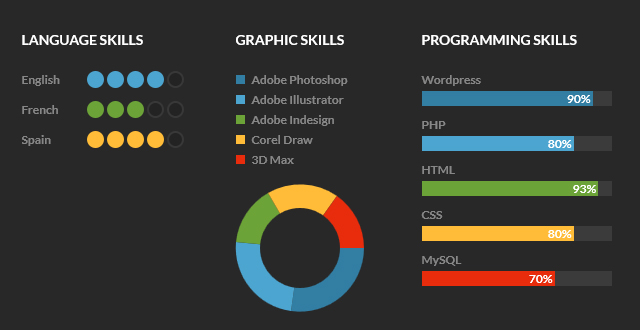 LANGUAGE SKILLS
English
French
Spain
GRAPHIC SKILLS
Adobe Photoshop
Adobe Illustrator
Adobe Indesign
Corel Draw
3D Max
PROGRAMMING SKILLS
Wordpress
90%
PHP
80%
HTML
93%
CSS
80%
MySQL
70%